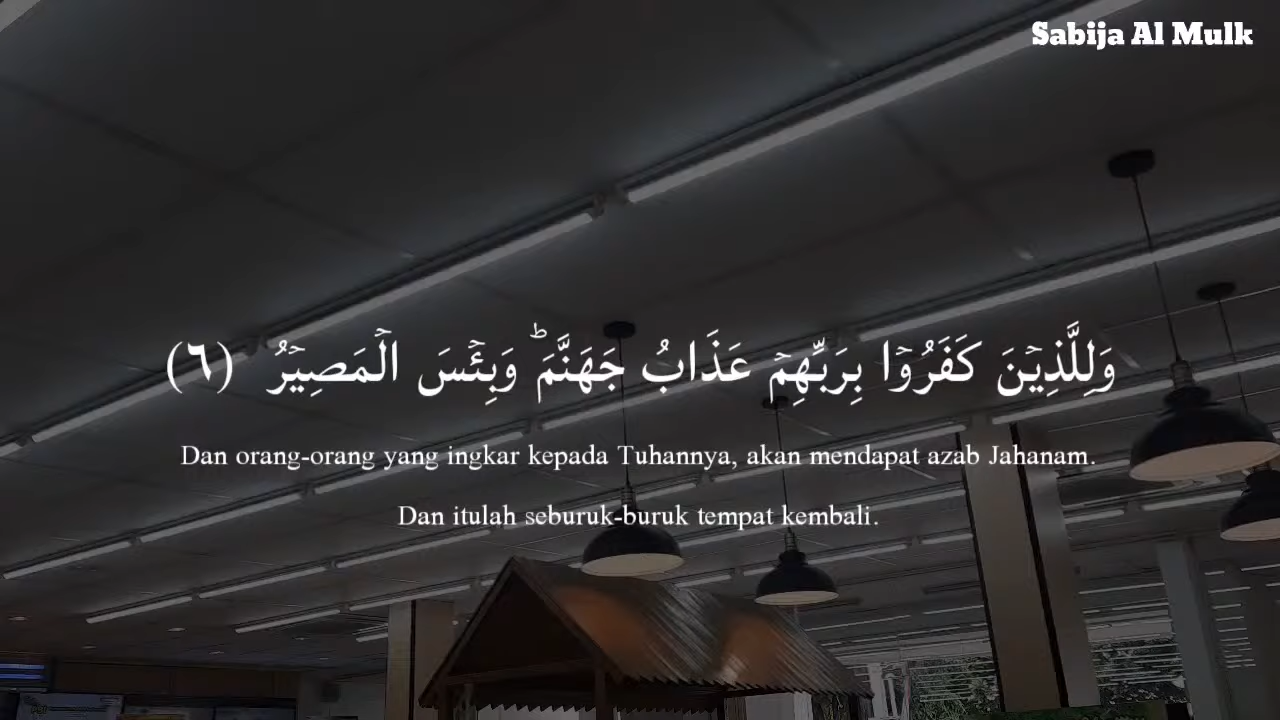 Sabija Al Mulk
وَلِلَّذِيۡنَ كَفَرُوۡا بِرَبِّهِمۡ عَذَابُ جَهَنَّمَ​ؕ وَبِئۡسَ الۡمَصِيۡرُ (٦)
Dan orang-orang yang ingkar kepada Tuhannya, akan mendapat azab Jahanam.
Dan itulah seburuk-buruk tempat kembali.